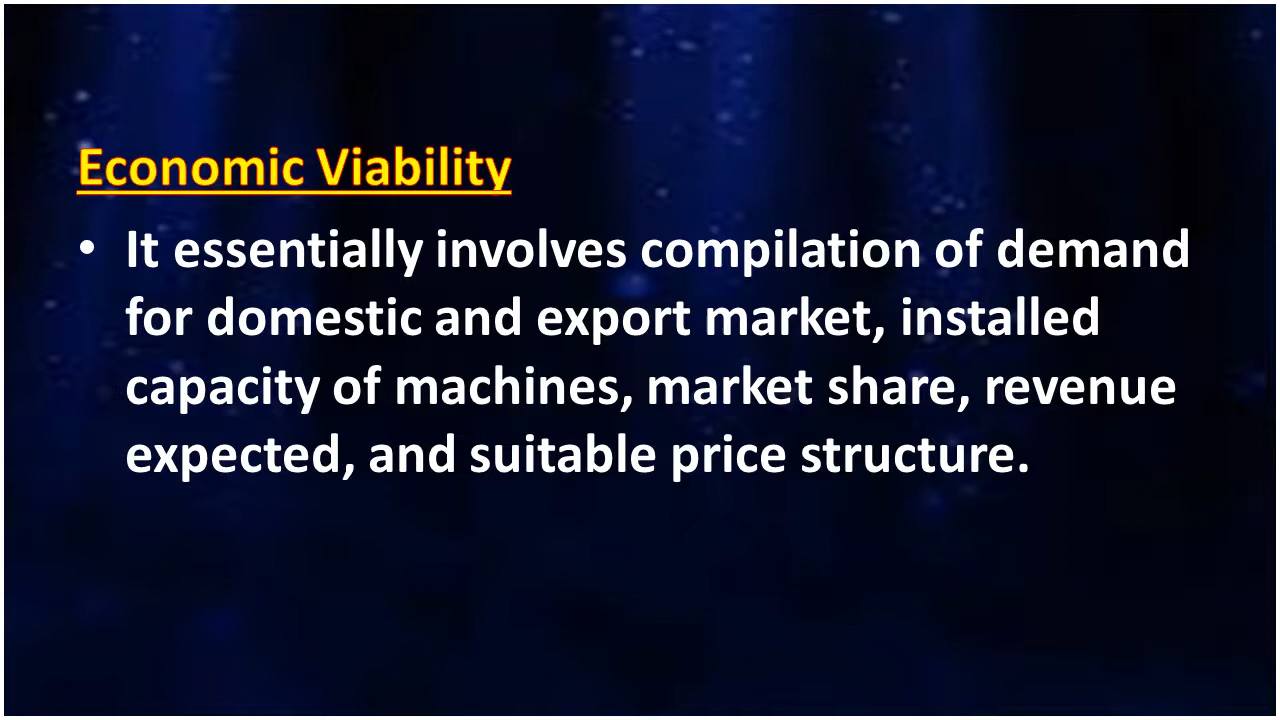 Economic Viability
• It essentially involves compilation of demand
for domestic and export market, installed
capacity of machines, market share, revenue
expected, and suitable price structure.